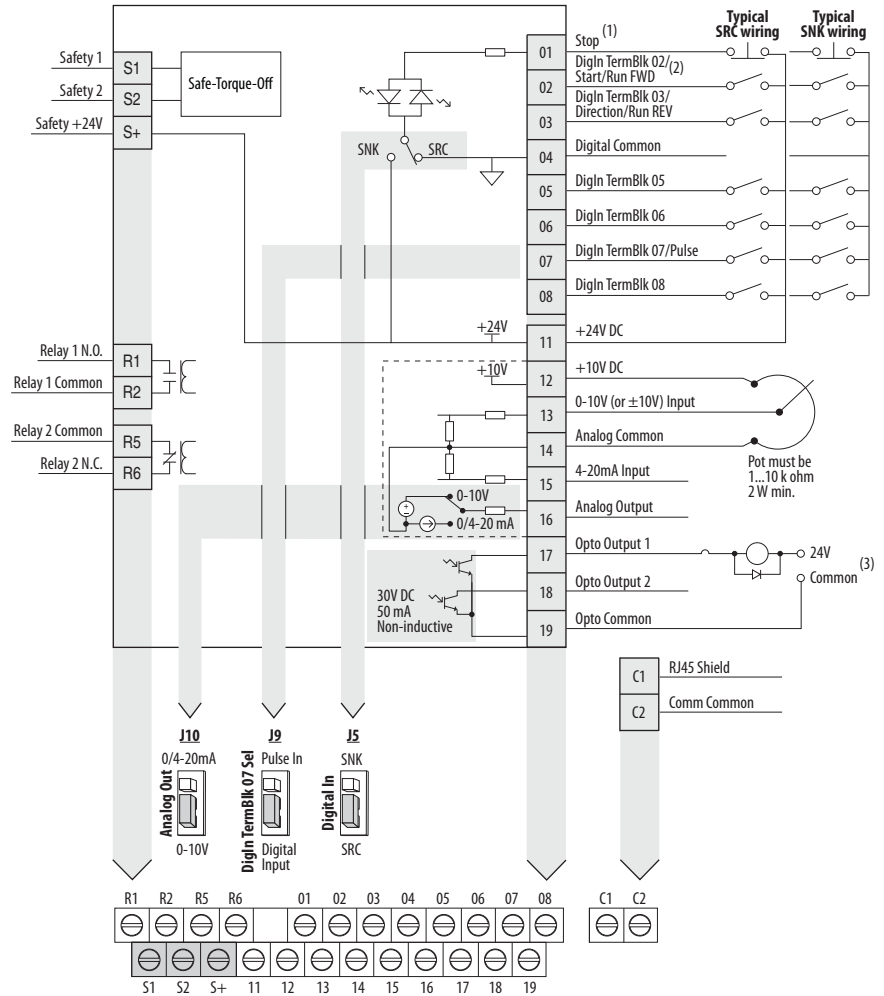 Typical
SRC wiring
Typical
SNK wiring
Safety 1
S1
Safety 2
S2
Safety +24V
S+
Safe-Torque-Off
SNK
SRC
01
Stop (1)
02
DigIn TermBlk 02/
Start/Run FWD (2)
03
DigIn TermBlk 03/
Direction/Run REV
04
Digital Common
05
DigIn TermBlk 05
06
DigIn TermBlk 06
07
DigIn TermBlk 07/Pulse
08
DigIn TermBlk 08
+24V
11
+24V DC
+10V
12
+10V DC
13
0-10V (or ±10V) Input
14
Analog Common
15
4-20mA Input
16
Analog Output
Pot must be
1...10 k ohm
2 W min.
Relay 1 N.O.
R1
Relay 1 Common
R2
Relay 2 Common
R5
Relay 2 N.C.
R6
0-10V
+
−
0/4-20 mA
17
Opto Output 1
24V
Common (3)
18
Opto Output 2
19
Opto Common
30V DC
50 mA
Non-inductive
C1
RJ45 Shield
C2
Comm Common
J10
0/4-20mA
Analog Out
0-10V
J9
Pulse In
DigIn TermBlk 07 Sel
Digital
Input
J5
SNK
Digital In
SRC
R1 R2 R5 R6 01 02 03 04 05 06 07 08 C1 C2
S1 S2 S+ 11 12 13 14 15 16 17 18 19